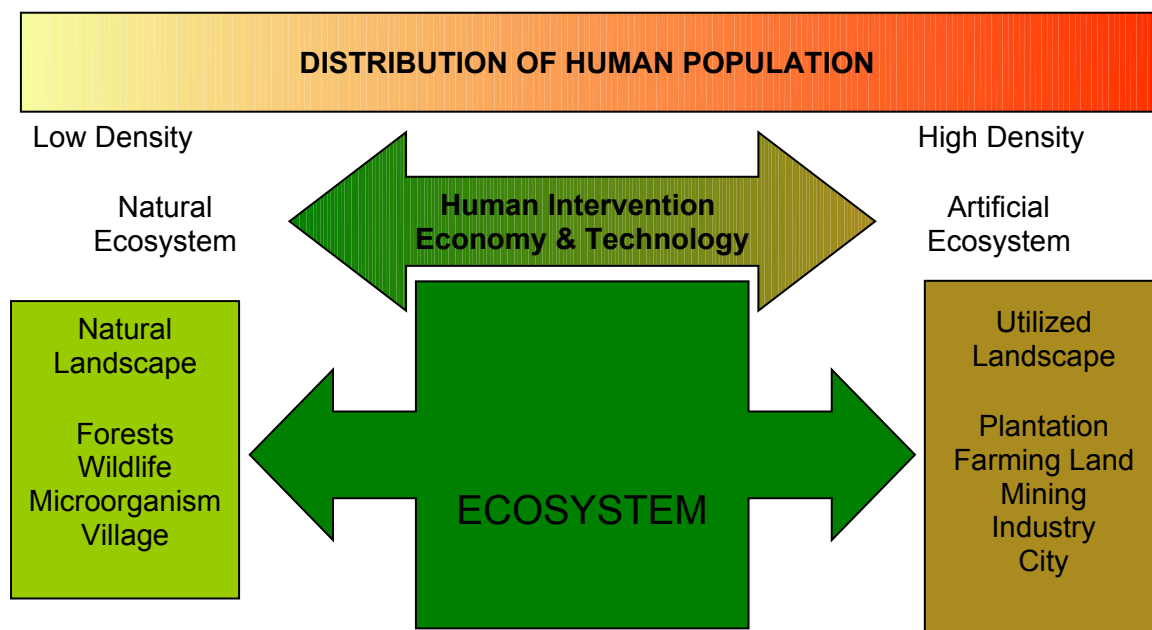 DISTRIBUTION OF HUMAN POPULATION
Low Density
High Density
Natural
Ecosystem
Human Intervention
Economy & Technology
Artificial
Ecosystem
Natural
Landscape
Forests
Wildlife
Microorganism
Village
ECOSYSTEM
Utilized
Landscape
Plantation
Farming Land
Mining
Industry
City